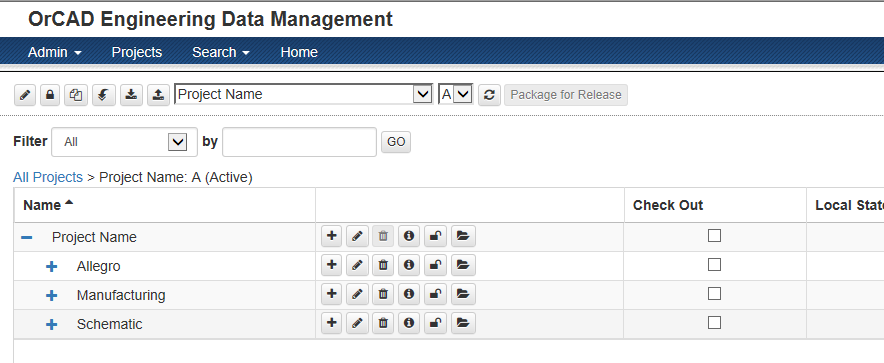 OrCAD Engineering Data Management
Admin Projects Search Home
Project Name A Package for Release
Filter All by GO
All Projects > Project Name: A (Active)
Name Check Out Local State
Project Name
Allegro
Manufacturing
Schematic